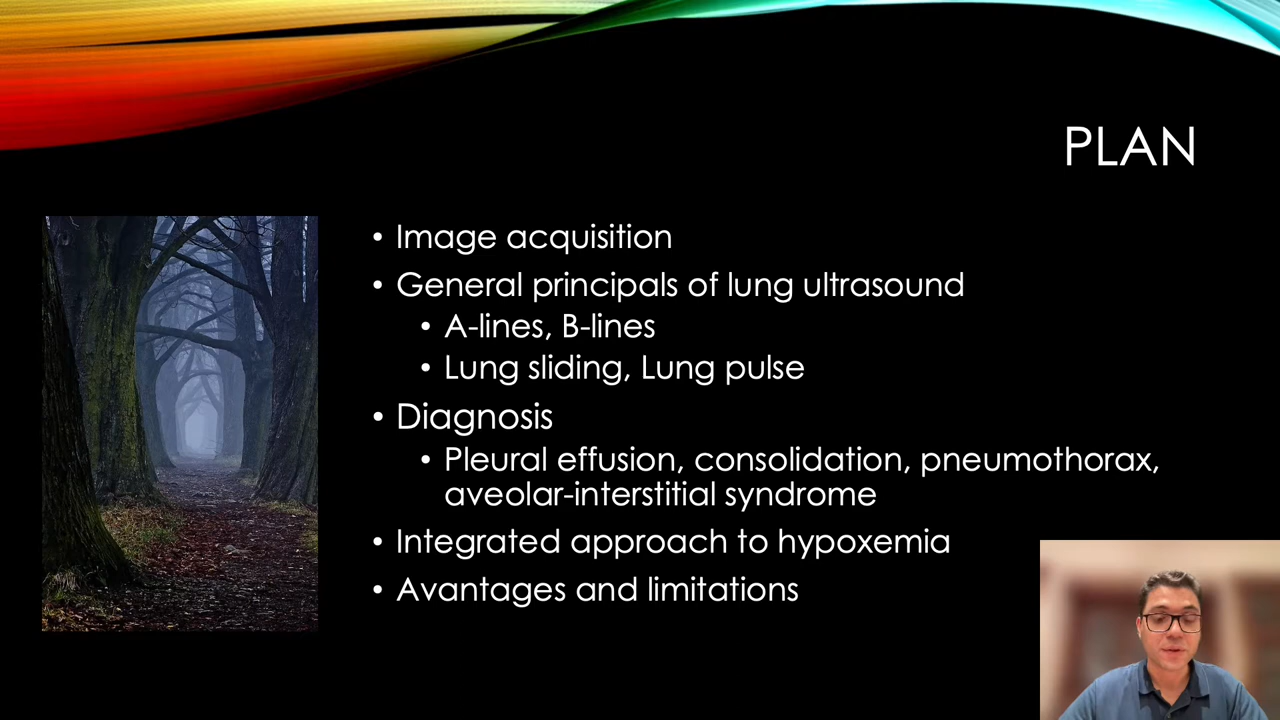 PLAN
• Image acquisition
• General principals of lung ultrasound
• A-lines, B-lines
• Lung sliding, Lung pulse
• Diagnosis
• Pleural effusion, consolidation, pneumothorax,
aveolar-interstitial syndrome
• Integrated approach to hypoxemia
• Avantages and limitations